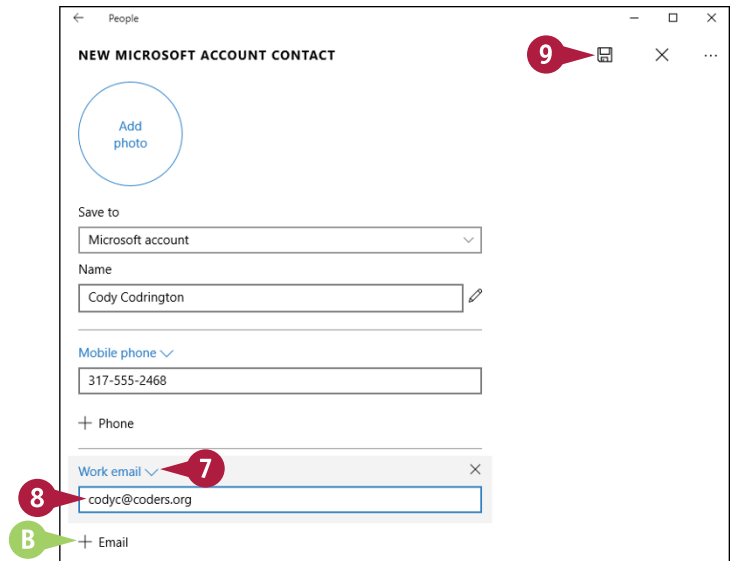 People
NEW MICROSOFT ACCOUNT CONTACT
9
Add
photo
Save to
Microsoft account
Name
Cody Codrington
Mobile phone
317-555-2468
+ Phone
Work email
7
8
codyc@coders.org
B
+ Email